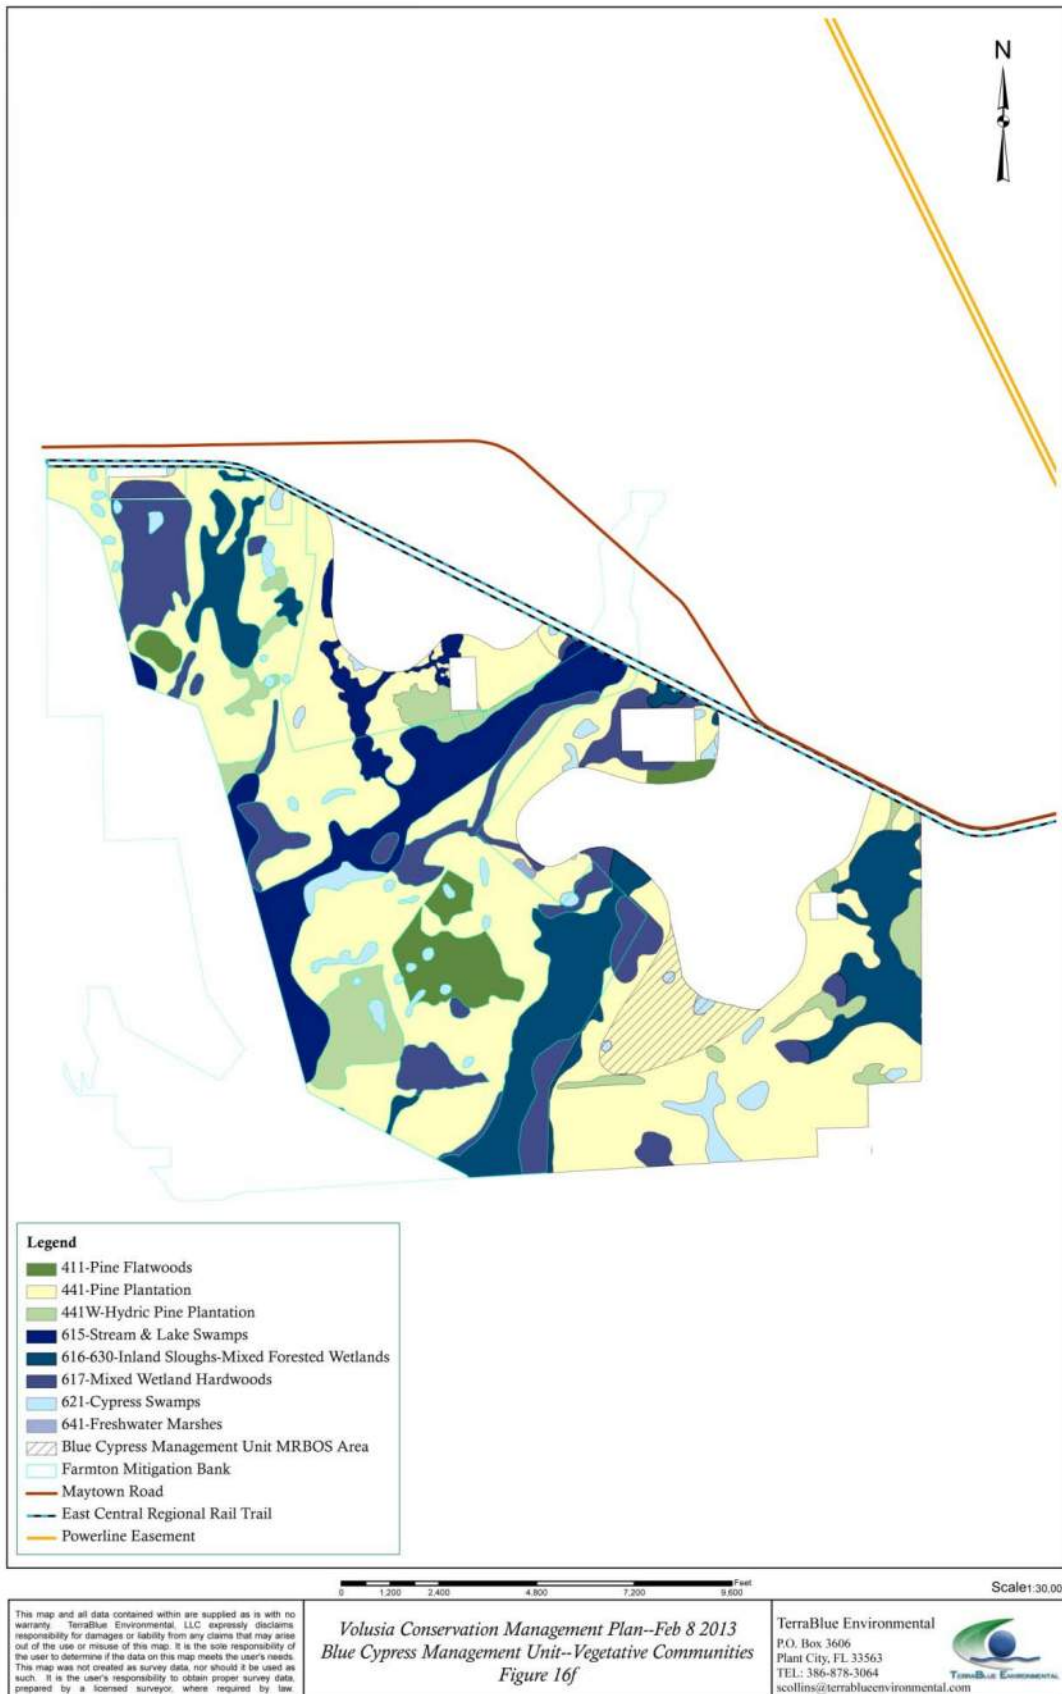 N
Legend
411-Pine Flatwoods
441-Pine Plantation
441W-Hydric Pine Plantation
615-Stream & Lake Swamps
616-630-Inland Sloughs-Mixed Forested Wetlands
617-Mixed Wetland Hardwoods
621-Cypress Swamps
641-Freshwater Marshes
Blue Cypress Management Unit MRBOS Area
Farmton Mitigation Bank
Maytown Road
East Central Regional Rail Trail
Powerline Easement
Feet
0 1,200 2,400 4,800 7,200 9,600
Scale1:30,00
This map and all data contained within are supplied as is with no
warranty. TerraBlue Environmental, LLC expressly disclaims
responsibility for damages or liability from any claims that may arise
out of the use or misuse of this map. It is the sole responsibility of
the user to determine if the data on this map meets the user's needs.
This map was not created as survey data, nor should it be used as
such. It is the user's responsibility to obtain proper survey data,
prepared by a licensed surveyor, where required by law.
Volusia Conservation Management Plan--Feb 8 2013
Blue Cypress Management Unit--Vegetative Communities
Figure 16f
TerraBlue Environmental
P.O. Box 3606
Plant City, FL 33563
TEL: 386-878-3064
scollins@terrablueenvironmental.com
TERRABLUE ENVIRONMENTAL